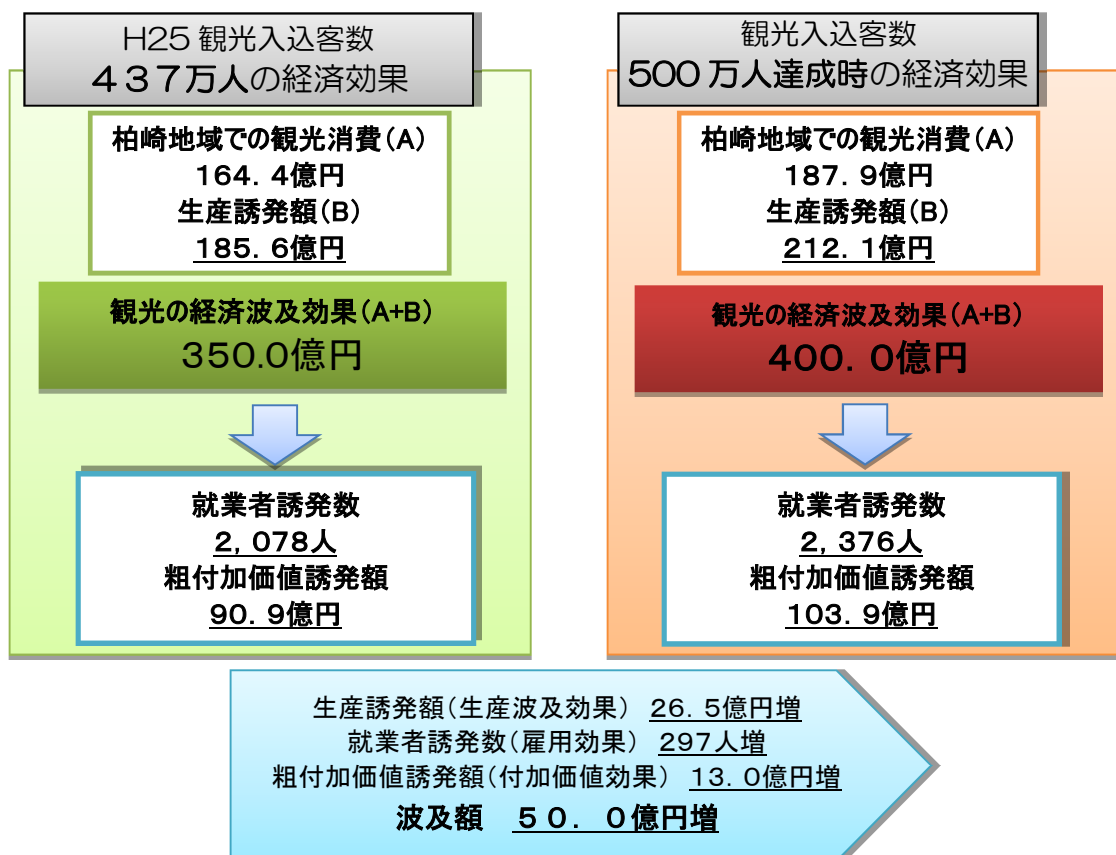 H25 観光入込客数
４３７万人の経済効果
柏崎地域での観光消費(A)
164．4億円
生産誘発額(B)
185．6億円
観光の経済波及効果(A+B)
350.0億円
就業者誘発数
2，078人
粗付加価値誘発額
90．9億円
観光入込客数
500 万人達成時の経済効果
柏崎地域での観光消費(A)
187．9億円
生産誘発額(B)
212．1億円
観光の経済波及効果(A+B)
400．0億円
就業者誘発数
2，376人
粗付加価値誘発額
103．9億円
生産誘発額(生産波及効果) 26．5億円増
就業者誘発数(雇用効果) 297人増
粗付加価値誘発額(付加価値効果) 13．0億円増
波及額 ５０．０億円増